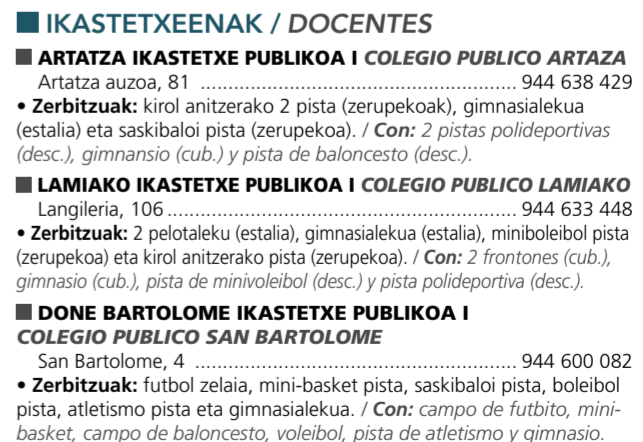 IKASTETXEENAK / DOCENTES
ARTATZA IKASTETXE PUBLIKOA I COLEGIO PUBLICO ARTAZA
Artatza auzoa, 81 ........................................................ 944 638 429
• Zerbitzuak: kirol anitzerako 2 pista (zerupekoak), gimnasialekua
(estalia) eta saskibaloi pista (zerupekoa). / Con: 2 pistas polideportivas
(desc.), gimnansio (cub.) y pista de baloncesto (desc.).
LAMIAKO IKASTETXE PUBLIKOA I COLEGIO PUBLICO LAMIAKO
Langileria, 106 .............................................................. 944 633 448
• Zerbitzuak: 2 pelotaleku (estalia), gimnasialekua (estalia), miniboleibol pista
(zerupekoa) eta kirol anitzerako pista (zerupekoa). / Con: 2 frontones (cub.),
gimnasio (cub.), pista de minivoleibol (desc.) y pista polideportiva (desc.).
DONE BARTOLOME IKASTETXE PUBLIKOA I
COLEGIO PUBLICO SAN BARTOLOME
San Bartolome, 4 ......................................................... 944 600 082
• Zerbitzuak: futbol zelaia, mini-basket pista, saskibaloi pista, boleibol
pista, atletismo pista eta gimnasialekua. / Con: campo de futbito, mini-
basket, campo de baloncesto, voleibol, pista de atletismo y gimnasio.